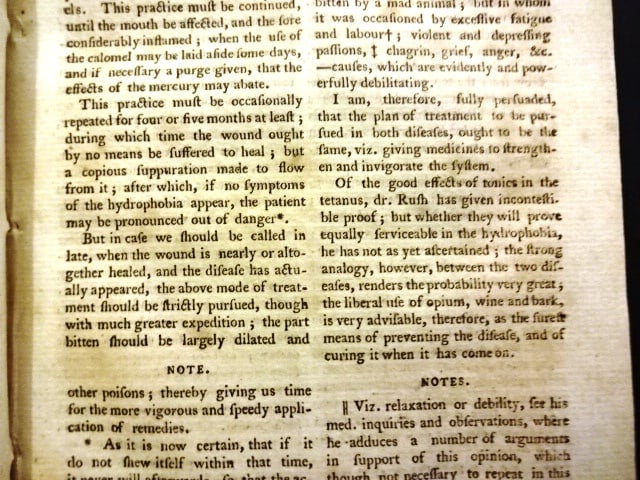 els. This practice muſt be continued,
until the mouth be affected, and the ſore
conſiderably inflamed ; when the uſe of
the calomel may be laid aſide ſome days,
and if neceſſary a purge given, that the
effects of the mercury may abate.
This practice muſt be occaſionally
repeated for four or five months at leaſt ;
during which time the wound ought
by no means be ſuffered to heal ; but
a copious ſuppuration made to flow
from it ; after which, if no ſymptoms
of the hydrophobia appear, the patient
may be pronounced out of danger*.
But in caſe we ſhould be called in
late, when the wound is nearly or alto-
gether healed, and the diſeaſe has actu-
ally appeared, the above mode of treat-
ment ſhould be ſtrictly purſued, though
with much greater expedition ; the part
bitten ſhould be largely dilated and
NOTE.
other poiſons ; thereby giving us time
for the more vigorous and ſpeedy appli-
cation of remedies.
* As it is now certain, that if it
do not ſhew itſelf within that time,
it never will afterwards, ſo that the ac-
bitten by a mad animal ; but in whom
it was occaſioned by exceſſive fatigue
and labour† ; violent and depreſſing
paſſions, ‡ chagrin, grief, anger, &c.
—cauſes, which are evidently and pow-
erfully debilitating.
I am, therefore, fully perſuaded,
that the plan of treatment to be pur-
ſued in both diſeaſes, ought to be the
ſame, viz. giving medicines to ſtrength-
en and invigorate the ſyſtem.
Of the good effects of tonics in the
tetanus, dr. Ruſh has given inconteſti-
ble proof ; but whether they will prove
equally ſerviceable in the hydrophobia,
he has not as yet aſcertained ; the ſtrong
analogy, however, between the two diſ-
eaſes, renders the probability very great ;
the liberal uſe of opium, wine and bark,
is very adviſable, therefore, as the ſureſt
means of preventing the diſeaſe, and of
curing it when it has come on.
NOTES.
‖ Viz. relaxation or debility, ſee his
med. inquiries and obſervations, where
he adduces a number of arguments
in ſupport of this opinion, which
though not neceſſary to repeat in this